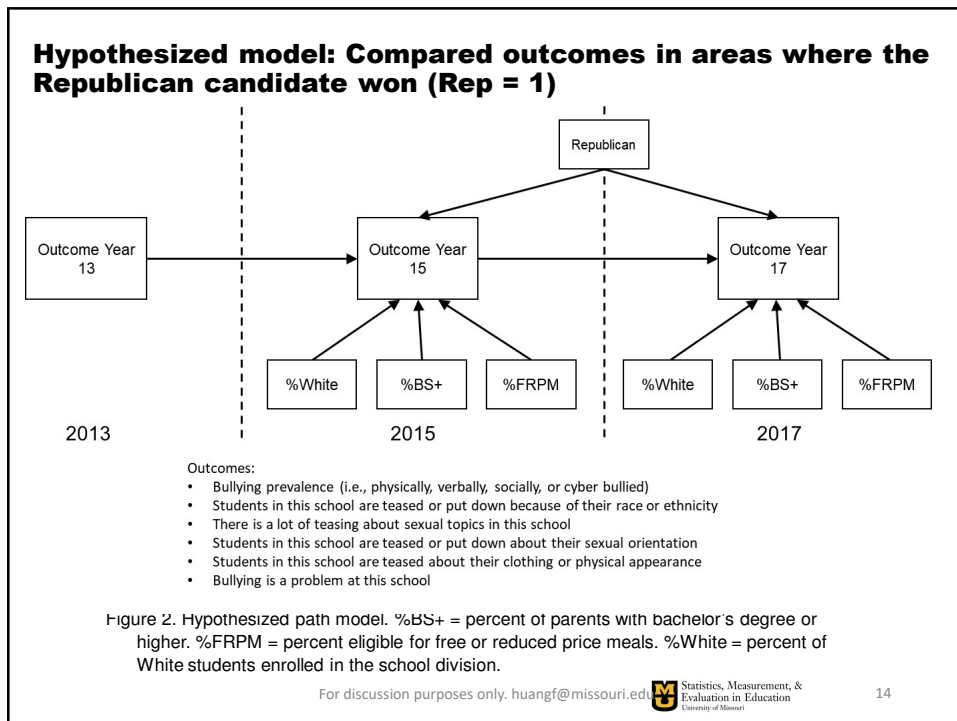 Hypothesized model: Compared outcomes in areas where the
Republican candidate won (Rep = 1)
Republican
Outcome Year
13
Outcome Year
15
Outcome Year
17
%White
%BS+
%FRPM
%White
%BS+
%FRPM
2013
2015
2017
Outcomes:
• Bullying prevalence (i.e., physically, verbally, socially, or cyber bullied)
• Students in this school are teased or put down because of their race or ethnicity
• There is a lot of teasing about sexual topics in this school
• Students in this school are teased or put down about their sexual orientation
• Students in this school are teased about their clothing or physical appearance
• Bullying is a problem at this school
Figure 2. Hypothesized path model. %BS+ = percent of parents with bachelor's degree or
higher. %FRPM = percent eligible for free or reduced price meals. %White = percent of
White students enrolled in the school division.
For discussion purposes only. huangf@missouri.edu
Statistics, Measurement, &
Evaluation in Education
University of Missouri
14